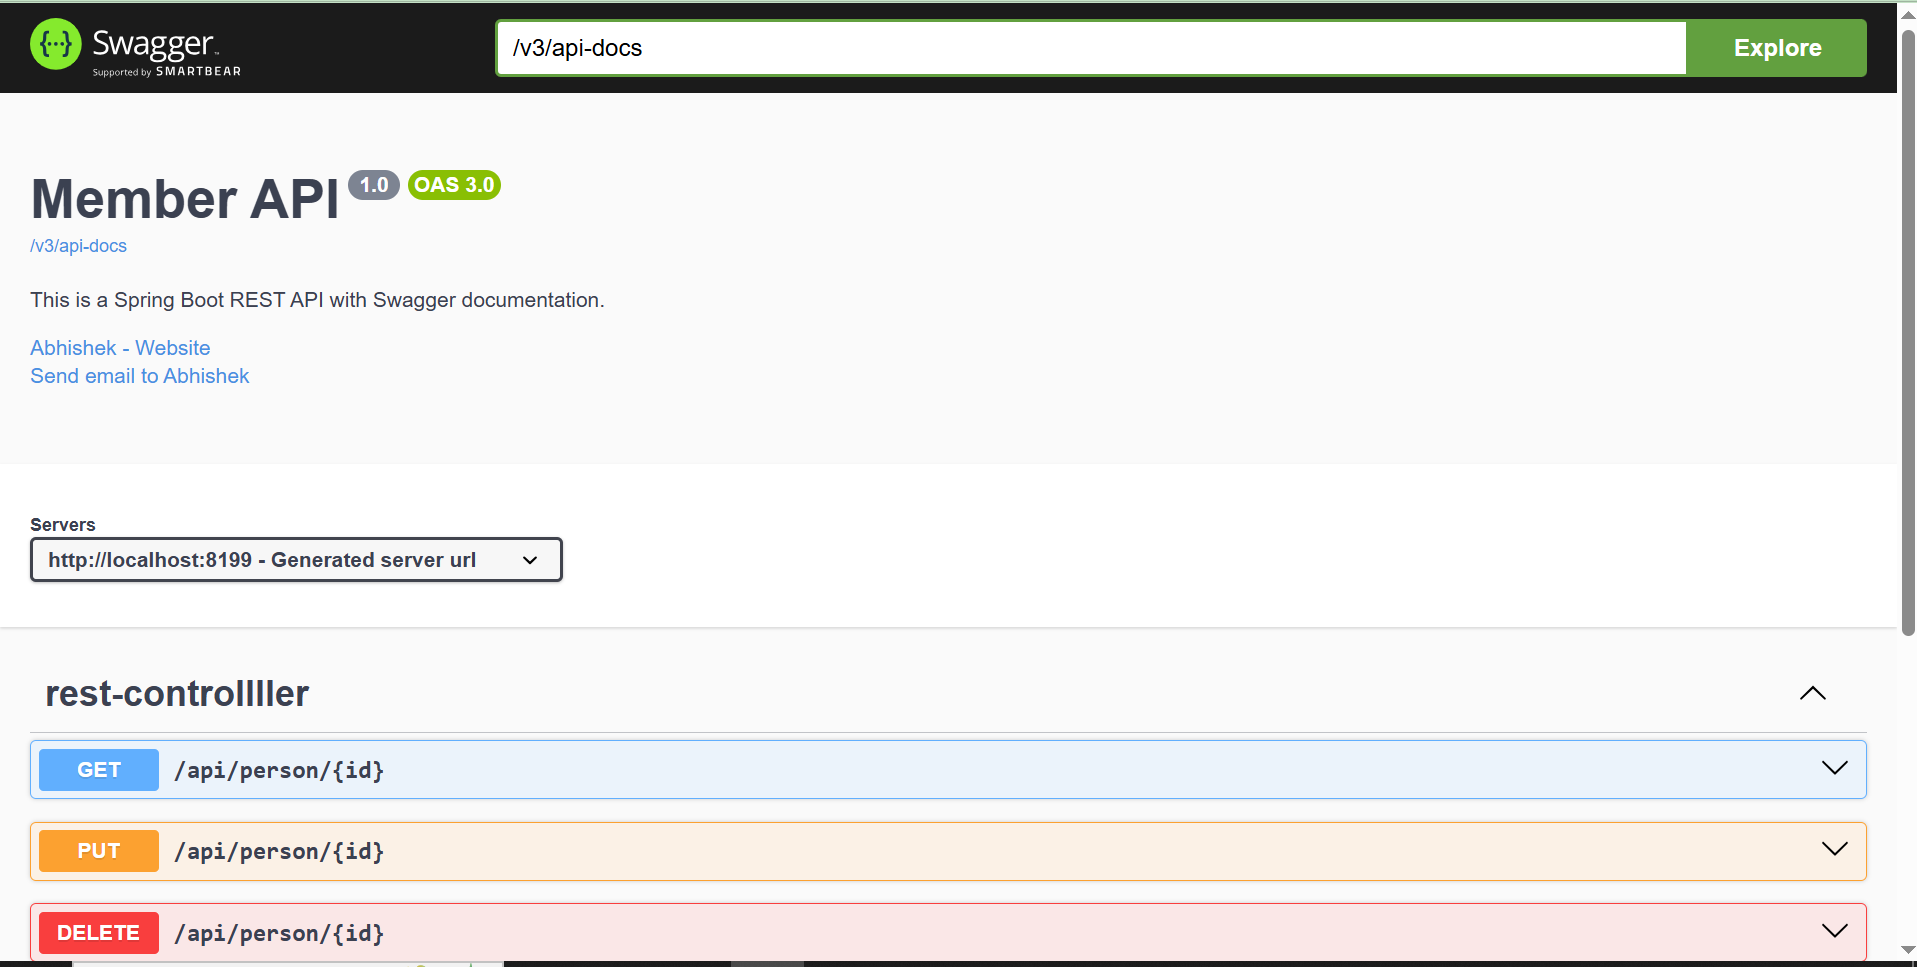 Swagger
Supported by SMARTBEAR
/v3/api-docs
Explore
Member API 1.0 OAS 3.0
/v3/api-docs
This is a Spring Boot REST API with Swagger documentation.
Abhishek - Website
Send email to Abhishek
Servers
http://localhost:8199 - Generated server url
rest-controllller
GET /api/person/{id}
PUT /api/person/{id}
DELETE /api/person/{id}